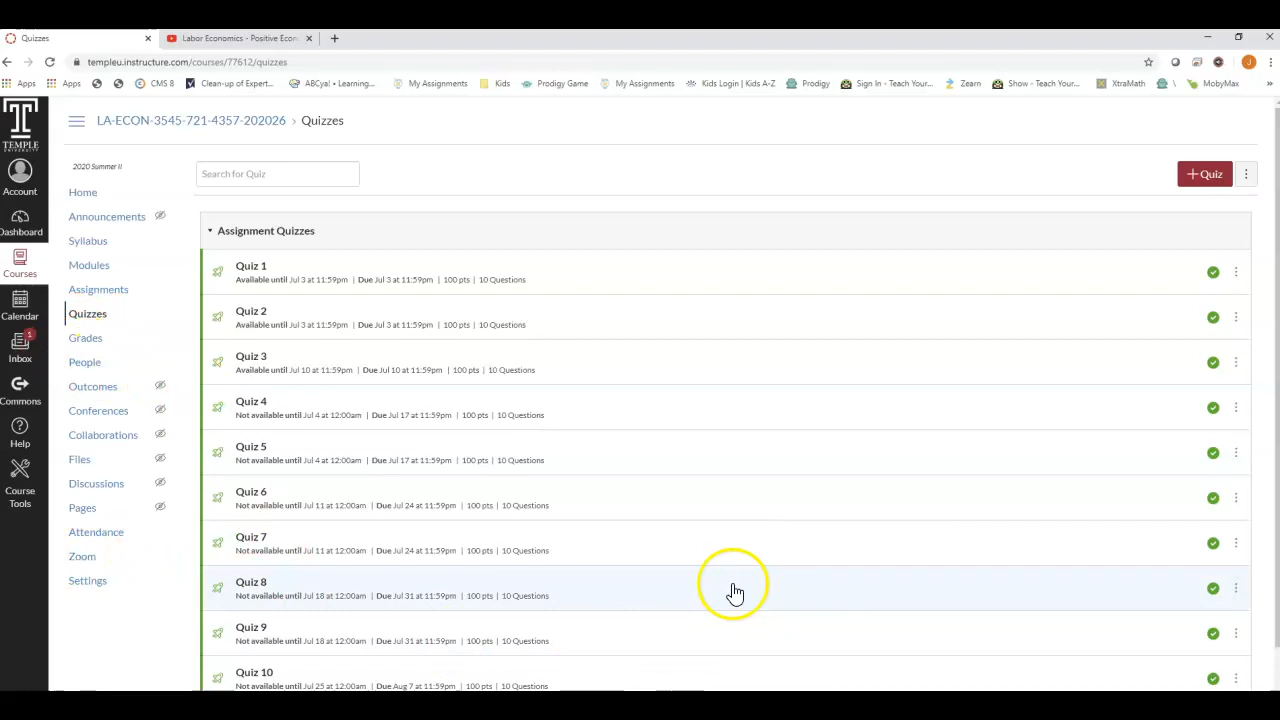 Quizzes
Labor Economics - Positive Econ
templeu.instructure.com/courses/77612/quizzes
Apps
Apps
CMS 8
Clean-up of Expert...
ABCya! • Learning...
My Assignments
Kids
Prodigy Game
My Assignments
Kids Login | Kids A-Z
Prodigy
Sign In - Teach Your...
Zearn
Show - Teach Your...
XtraMath
\
MobyMax
»
J
TEMPLE
UNIVERSITY
Account
Dashboard
Courses
Calendar
1
Inbox
Commons
Help
Course
Tools
LA-ECON-3545-721-4357-202026 › Quizzes
2020 Summer II
Home
Announcements
Syllabus
Modules
Assignments
Quizzes
Grades
People
Outcomes
Conferences
Collaborations
Files
Discussions
Pages
Attendance
Zoom
Settings
Search for Quiz
+ Quiz
Assignment Quizzes
Quiz 1
Available until Jul 3 at 11:59pm | Due Jul 3 at 11:59pm | 100 pts | 10 Questions
Quiz 2
Available until Jul 3 at 11:59pm | Due Jul 3 at 11:59pm | 100 pts | 10 Questions
Quiz 3
Available until Jul 10 at 11:59pm | Due Jul 10 at 11:59pm | 100 pts | 10 Questions
Quiz 4
Not available until Jul 4 at 12:00am | Due Jul 17 at 11:59pm | 100 pts | 10 Questions
Quiz 5
Not available until Jul 4 at 12:00am | Due Jul 17 at 11:59pm | 100 pts | 10 Questions
Quiz 6
Not available until Jul 11 at 12:00am | Due Jul 24 at 11:59pm | 100 pts | 10 Questions
Quiz 7
Not available until Jul 11 at 12:00am | Due Jul 24 at 11:59pm | 100 pts | 10 Questions
Quiz 8
Not available until Jul 18 at 12:00am | Due Jul 31 at 11:59pm | 100 pts | 10 Questions
Quiz 9
Not available until Jul 18 at 12:00am | Due Jul 31 at 11:59pm | 100 pts | 10 Questions
Quiz 10
Not available until Jul 25 at 12:00am | Due Aug 7 at 11:59pm | 100 pts | 10 Questions